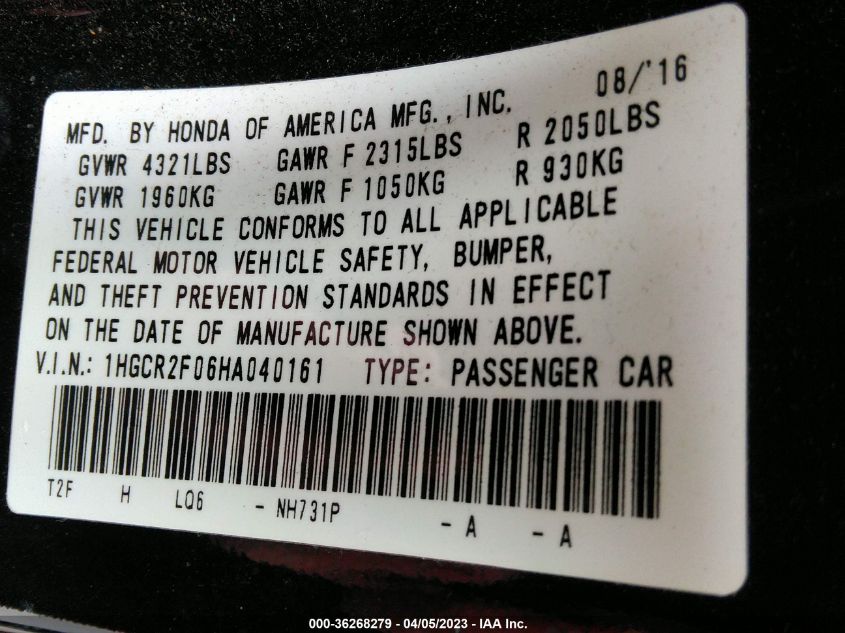 08/'16
MFD. BY HONDA OF AMERICA MFG., INC.
GVWR 4321LBS GAWR F 2315LBS R 2050LBS
GVWR 1960KG GAWR F 1050KG R 930KG
THIS VEHICLE CONFORMS TO ALL APPLICABLE
FEDERAL MOTOR VEHICLE SAFETY, BUMPER,
AND THEFT PREVENTION STANDARDS IN EFFECT
ON THE DATE OF MANUFACTURE SHOWN ABOVE.
V.I.N.: 1HGCR2F06HA040161 TYPE: PASSENGER CAR
T2F H LQ6 - NH731P - A - A
000-36268279 - 04/05/2023 - IAA Inc.